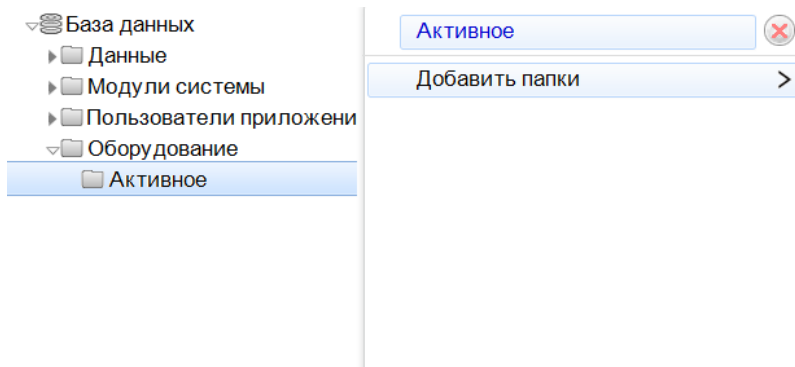 База данных
Данные
Модули системы
Пользователи приложени
Оборудование
Активное
Активное
Добавить папки